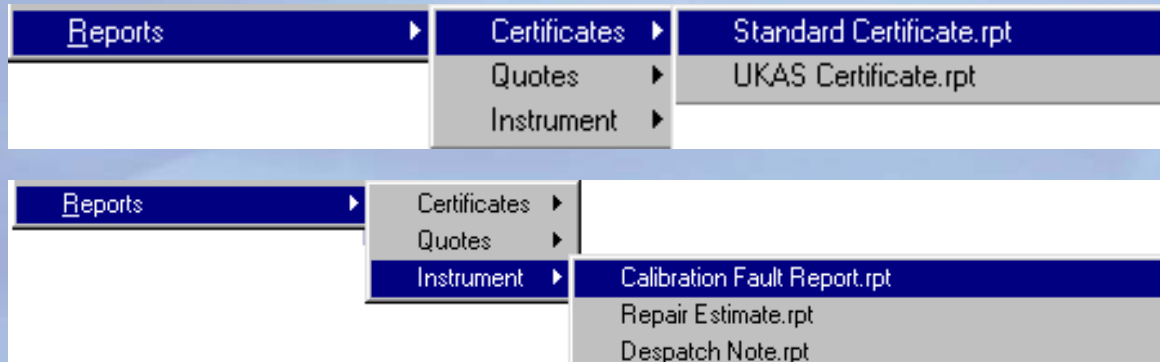 Reports Certificates Standard Certificate.rpt
Quotes UKAS Certificate.rpt
Instrument
Reports Certificates
Quotes
Instrument Calibration Fault Report.rpt
Repair Estimate.rpt
Despatch Note.rpt